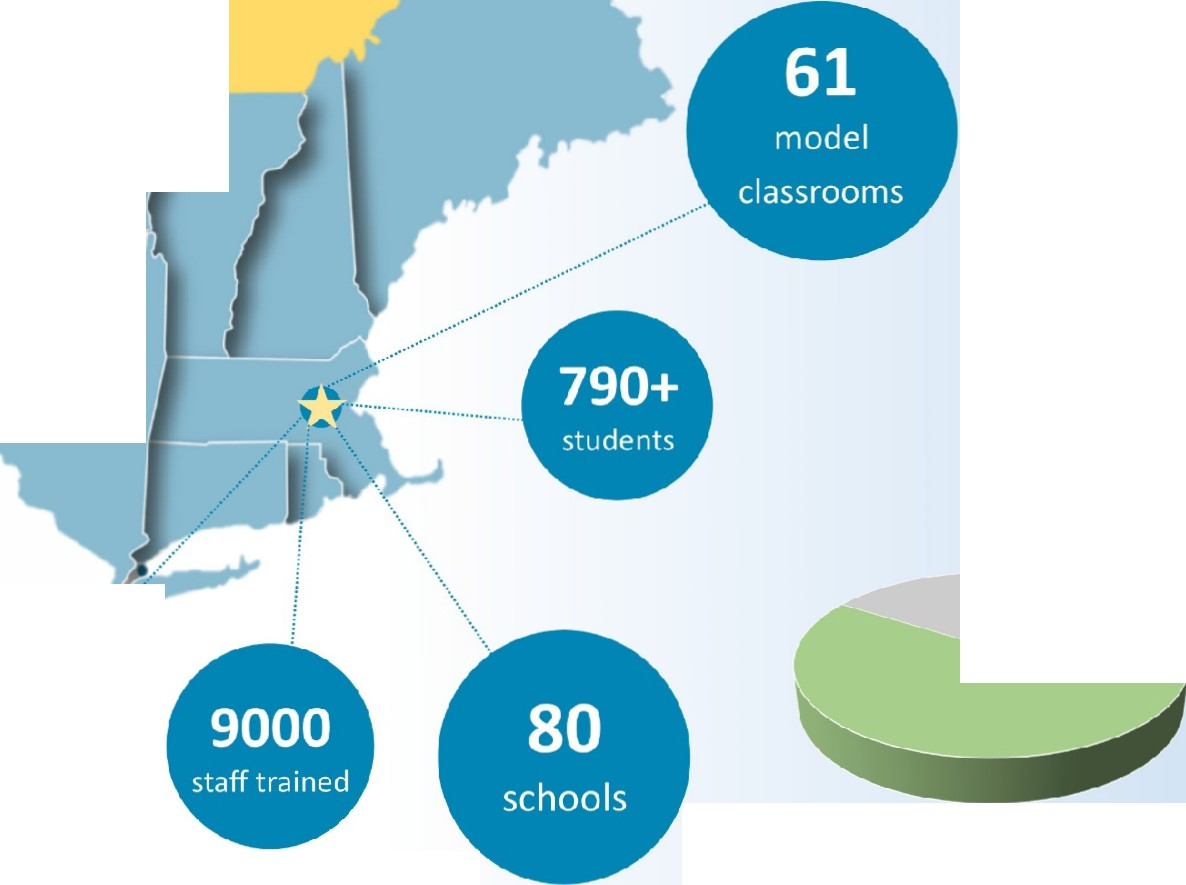 61
model
classrooms
790+
students
9000
staff trained
80
schools